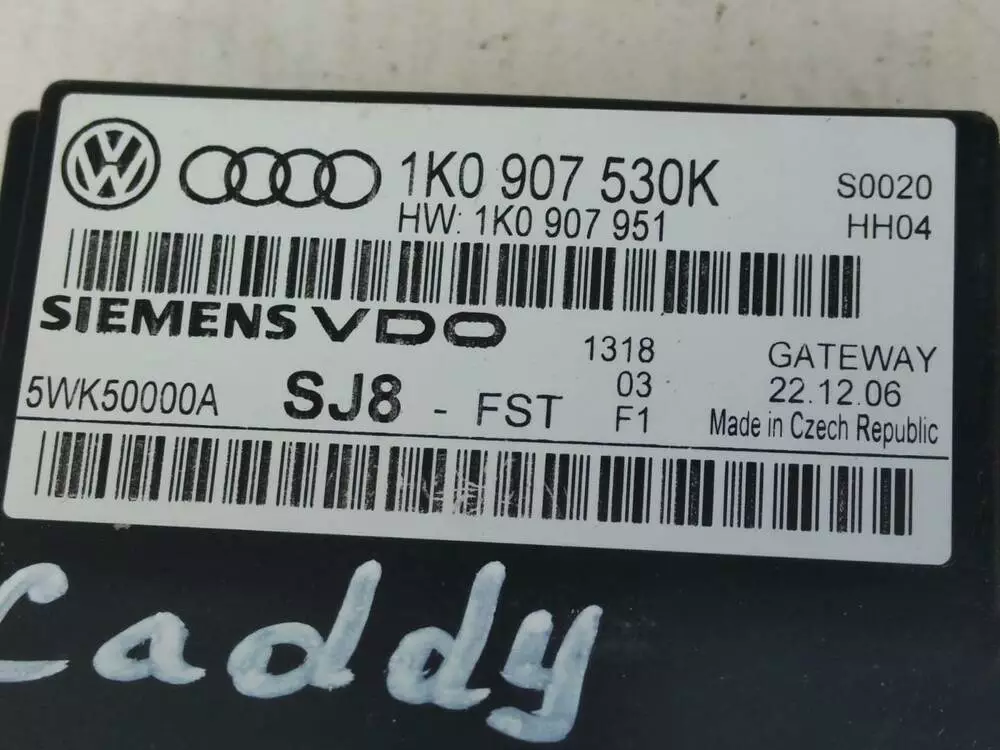 1K0 907 530K
S0020
HW: 1K0 907 951
HH04
SIEMENS VDO
1318
GATEWAY
03
22.12.06
5WK50000A
SJ8 - FST
F1
Made in Czech Republic
Caddy